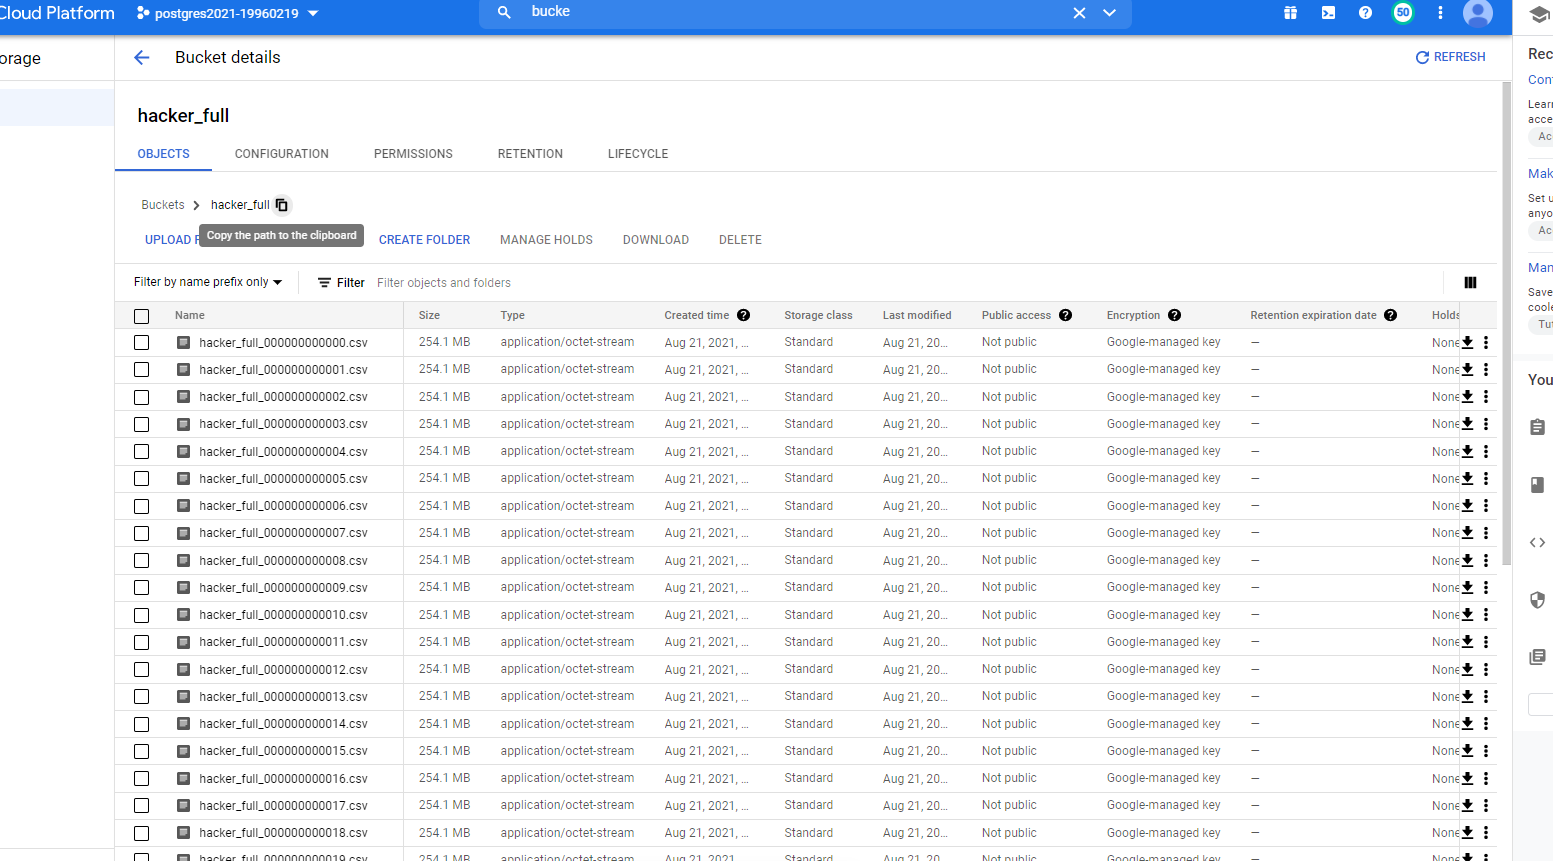 Cloud Platform postgres2021-19960219 bucke 50
orage Bucket details REFRESH
hacker_full
OBJECTS CONFIGURATION PERMISSIONS RETENTION LIFECYCLE
Buckets hacker_full
Copy the path to the clipboard
UPLOAD F CREATE FOLDER MANAGE HOLDS DOWNLOAD DELETE
Filter by name prefix only Filter Filter objects and folders
Name Size Type Created time Storage class Last modified Public access Encryption Retention expiration date Holds
hacker_full_000000000000.csv 254.1 MB application/octet-stream Aug 21, 2021, ... Standard Aug 21, 20... Not public Google-managed key — None
hacker_full_000000000001.csv 254.1 MB application/octet-stream Aug 21, 2021, ... Standard Aug 21, 20... Not public Google-managed key — None
hacker_full_000000000002.csv 254.1 MB application/octet-stream Aug 21, 2021, ... Standard Aug 21, 20... Not public Google-managed key — None
hacker_full_000000000003.csv 254.1 MB application/octet-stream Aug 21, 2021, ... Standard Aug 21, 20... Not public Google-managed key — None
hacker_full_000000000004.csv 254.1 MB application/octet-stream Aug 21, 2021, ... Standard Aug 21, 20... Not public Google-managed key — None
hacker_full_000000000005.csv 254.1 MB application/octet-stream Aug 21, 2021, ... Standard Aug 21, 20... Not public Google-managed key — None
hacker_full_000000000006.csv 254.1 MB application/octet-stream Aug 21, 2021, ... Standard Aug 21, 20... Not public Google-managed key — None
hacker_full_000000000007.csv 254.1 MB application/octet-stream Aug 21, 2021, ... Standard Aug 21, 20... Not public Google-managed key — None
hacker_full_000000000008.csv 254.1 MB application/octet-stream Aug 21, 2021, ... Standard Aug 21, 20... Not public Google-managed key — None
hacker_full_000000000009.csv 254.1 MB application/octet-stream Aug 21, 2021, ... Standard Aug 21, 20... Not public Google-managed key — None
hacker_full_000000000010.csv 254.1 MB application/octet-stream Aug 21, 2021, ... Standard Aug 21, 20... Not public Google-managed key — None
hacker_full_000000000011.csv 254.1 MB application/octet-stream Aug 21, 2021, ... Standard Aug 21, 20... Not public Google-managed key — None
hacker_full_000000000012.csv 254.1 MB application/octet-stream Aug 21, 2021, ... Standard Aug 21, 20... Not public Google-managed key — None
hacker_full_000000000013.csv 254.1 MB application/octet-stream Aug 21, 2021, ... Standard Aug 21, 20... Not public Google-managed key — None
hacker_full_000000000014.csv 254.1 MB application/octet-stream Aug 21, 2021, ... Standard Aug 21, 20... Not public Google-managed key — None
hacker_full_000000000015.csv 254.1 MB application/octet-stream Aug 21, 2021, ... Standard Aug 21, 20... Not public Google-managed key — None
hacker_full_000000000016.csv 254.1 MB application/octet-stream Aug 21, 2021, ... Standard Aug 21, 20... Not public Google-managed key — None
hacker_full_000000000017.csv 254.1 MB application/octet-stream Aug 21, 2021, ... Standard Aug 21, 20... Not public Google-managed key — None
hacker_full_000000000018.csv 254.1 MB application/octet-stream Aug 21, 2021, ... Standard Aug 21, 20... Not public Google-managed key — None
hacker_full_000000000019.csv 254.1 MB application/octet-stream Aug 21, 2021, ... Standard Aug 21, 20... Not public Google-managed key — None
Rec
Con
Lear
acce
Ac
Mak
Set u
anyo
Ac
Man
Save
coole
Tut
You